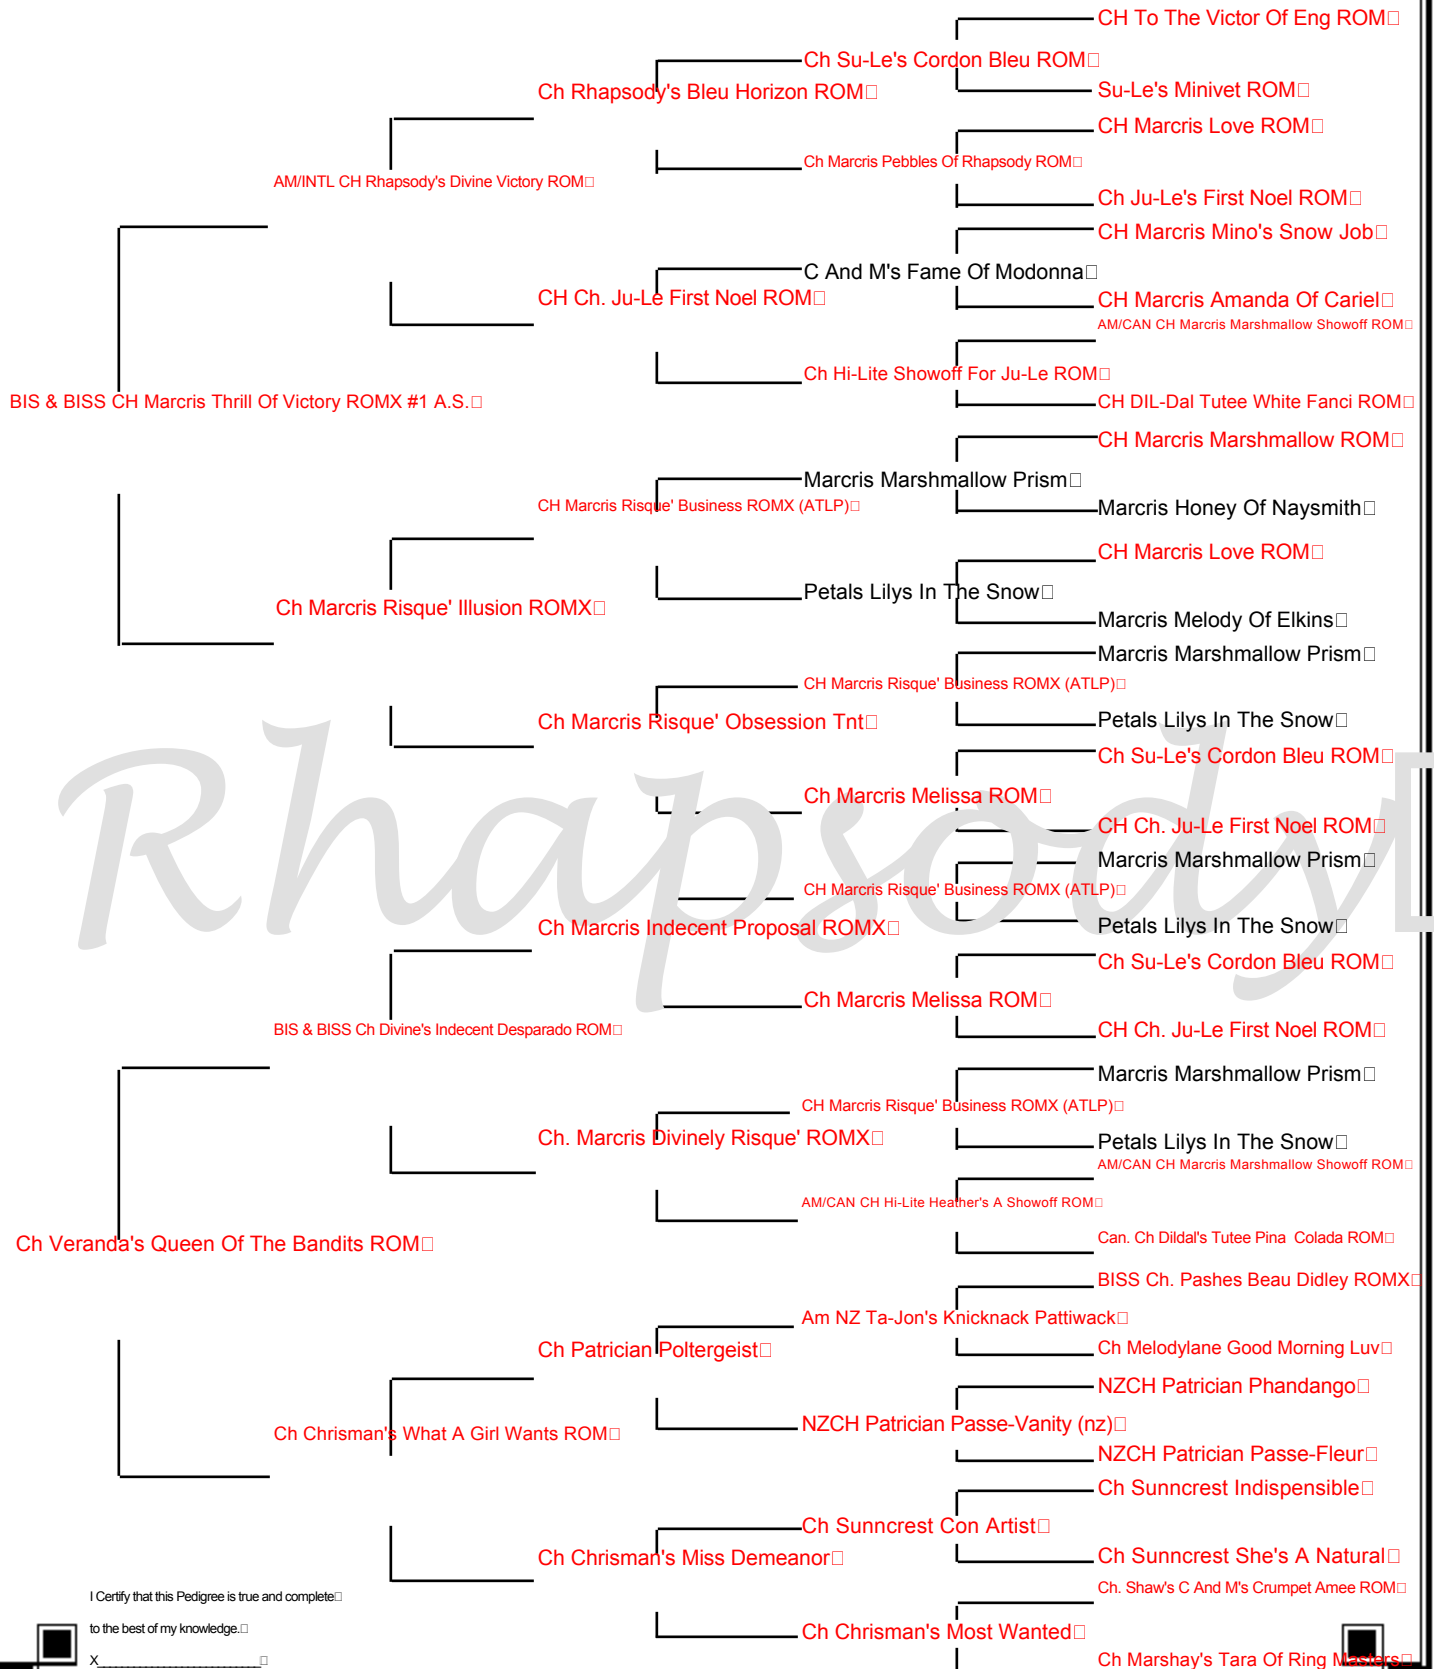 CH To The Victor Of Eng ROM
Ch Su-Le's Cordon Bleu ROM
Ch Rhapsody's Bleu Horizon ROM
Su-Le's Minivet ROM
CH Marcris Love ROM
Ch Marcris Pebbles Of Rhapsody ROM
AM/INTL CH Rhapsody's Divine Victory ROM
Ch Ju-Le's First Noel ROM
CH Marcris Mino's Snow Job
C And M's Fame Of Modonna
CH Ch. Ju-Le First Noel ROM
CH Marcris Amanda Of Cariel
AM/CAN CH Marcris Marshmallow Showoff ROM
Ch Hi-Lite Showoff For Ju-Le ROM
BIS & BISS CH Marcris Thrill Of Victory ROMX #1 A.S.
CH DIL-Dal Tutee White Fanci ROM
CH Marcris Marshmallow ROM
Marcris Marshmallow Prism
CH Marcris Risque' Business ROMX (ATLP)
Marcris Honey Of Naysmith
CH Marcris Love ROM
Petals Lilys In The Snow
Ch Marcris Risque' Illusion ROMX
Marcris Melody Of Elkins
Marcris Marshmallow Prism
CH Marcris Risque' Business ROMX (ATLP)
Ch Marcris Risque' Obsession Tnt
Petals Lilys In The Snow
Ch Su-Le's Cordon Bleu ROM
Ch Marcris Melissa ROM
CH Ch. Ju-Le First Noel ROM
Rhapsody
Marcris Marshmallow Prism
CH Marcris Risque' Business ROMX (ATLP)
Ch Marcris Indecent Proposal ROMX
Petals Lilys In The Snow
Ch Su-Le's Cordon Bleu ROM
Ch Marcris Melissa ROM
BIS & BISS Ch Divine's Indecent Desparado ROM
CH Ch. Ju-Le First Noel ROM
Marcris Marshmallow Prism
CH Marcris Risque' Business ROMX (ATLP)
Ch. Marcris Divinely Risque' ROMX
Petals Lilys In The Snow
AM/CAN CH Marcris Marshmallow Showoff ROM
AM/CAN CH Hi-Lite Heather's A Showoff ROM
Ch Veranda's Queen Of The Bandits ROM
Can. Ch Dildal's Tutee Pina Colada ROM
BISS Ch. Pashes Beau Didley ROMX
Am NZ Ta-Jon's Knicknack Pattiwack
Ch Patrician Poltergeist
Ch Melodylane Good Morning Luv
NZCH Patrician Phandango
NZCH Patrician Passe-Vanity (nz)
Ch Chrisman's What A Girl Wants ROM
NZCH Patrician Passe-Fleur
Ch Sunncrest Indispensible
Ch Sunncrest Con Artist
Ch Chrisman's Miss Demeanor
Ch Sunncrest She's A Natural
Ch. Shaw's C And M's Crumpet Amee ROM
I Certify that this Pedigree is true and complete
to the best of my knowledge.
Ch Chrisman's Most Wanted
Ch Marshay's Tara Of Ring Masters
X__________________________